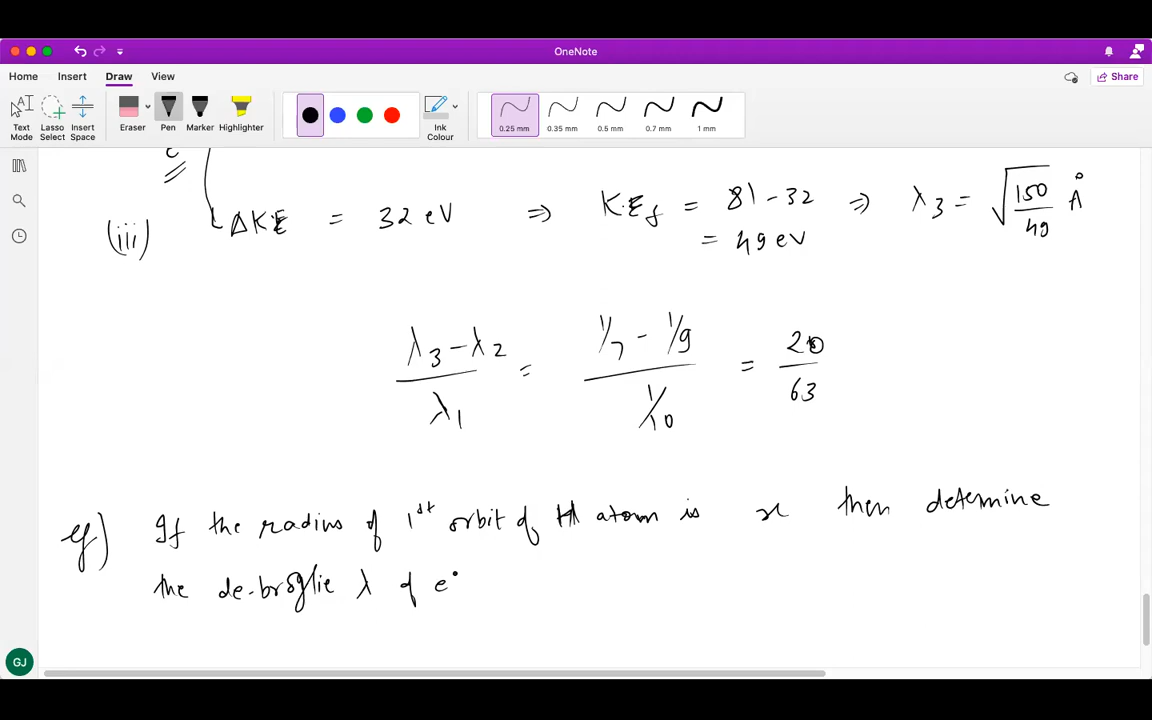 OneNote
Home Insert Draw View
Share
Text Mode
Lasso Select
Insert Space
Eraser
Pen
Marker
Highlighter
Ink Colour
0.25 mm 0.35 mm 0.5 mm 0.7 mm 1 mm
c
(iii) ΔKE = 32 eV ⇒ K.E_f = 81 - 32 ⇒ λ_3 = √(150/49) Å
= 49 eV
(λ_3 - λ_2)/λ_1 = (1/7 - 1/9)/(1/10) = 20/63
eg) If the radius of 1^st orbit of H atom is x then determine
the de-broglie λ of e
GJ